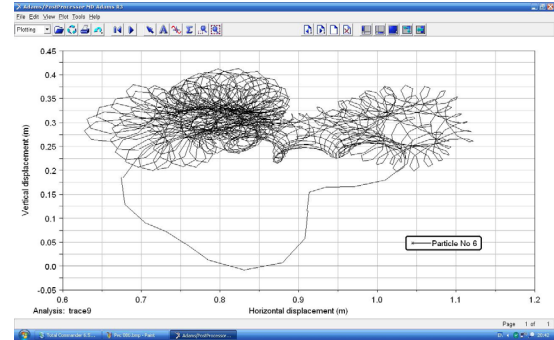 Adams/PostProcessor MD Adams R3
File Edit View Plot Tools Help
Plotting
0.45
0.4
0.35
0.3
0.25
0.2
0.15
0.1
0.05
0.0
-0.05
Vertical displacement (m)
Particle No 6
0.6 0.7 0.8 0.9 1.0 1.1 1.2
Analysis: trace9 Horizontal displacement (m)
Page 1 of 1
Adams/PostProcessor...